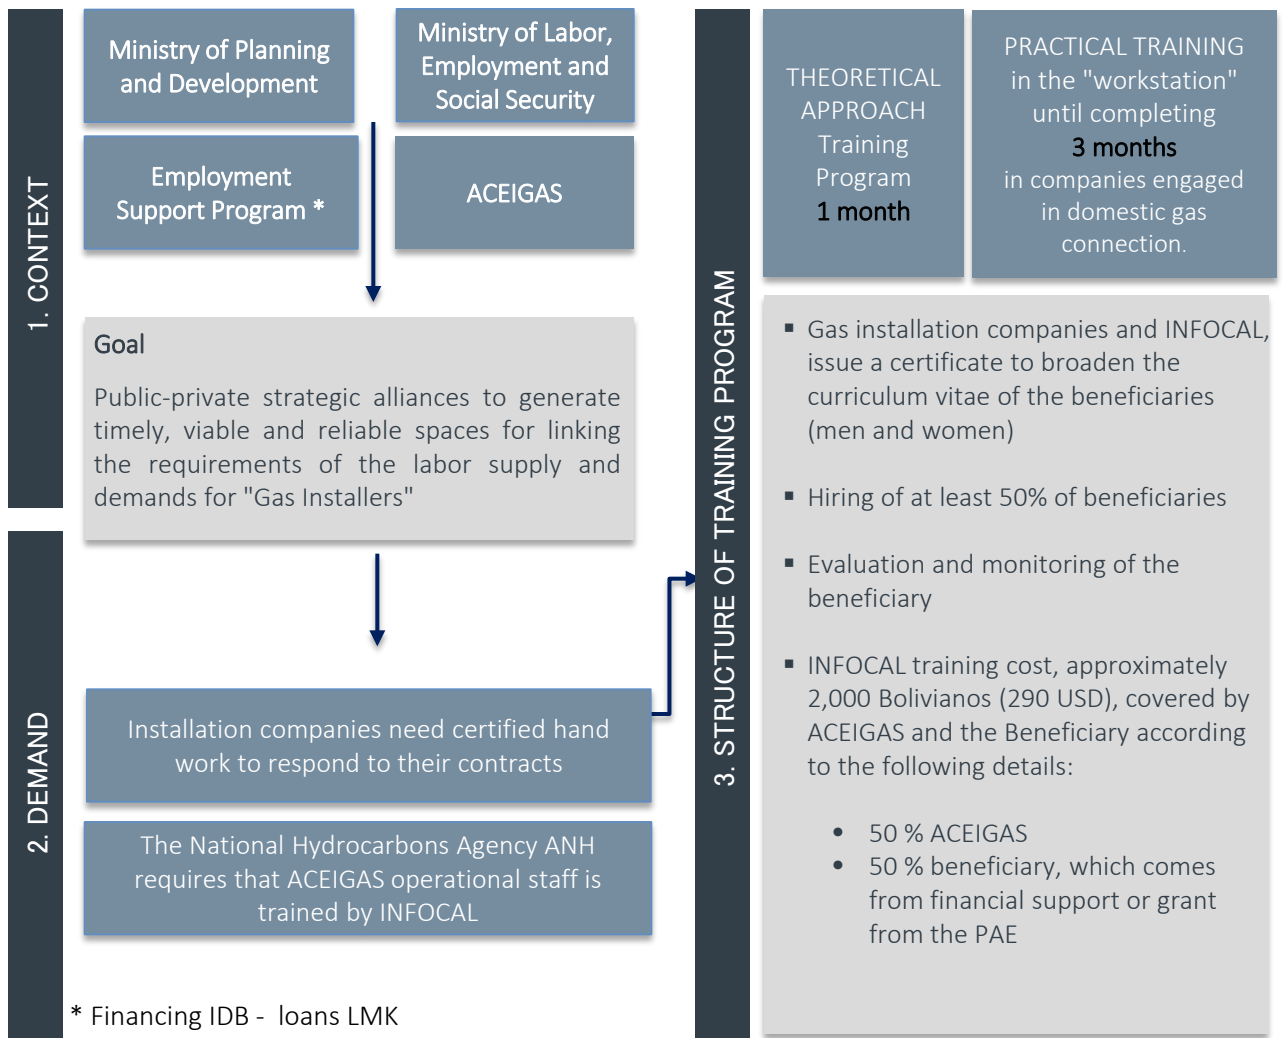 1. CONTEXT
Ministry of Planning
and Development
Ministry of Labor,
Employment and
Social Security
Employment
Support Program *
ACEIGAS
Goal
Public-private strategic alliances to generate
timely, viable and reliable spaces for linking
the requirements of the labor supply and
demands for "Gas Installers"
2. DEMAND
Installation companies need certified hand
work to respond to their contracts
The National Hydrocarbons Agency ANH
requires that ACEIGAS operational staff is
trained by INFOCAL
* Financing IDB - loans LMK
3. STRUCTURE OF TRAINING PROGRAM
THEORETICAL
APPROACH
Training
Program
1 month
PRACTICAL TRAINING
in the "workstation"
until completing
3 months
in companies engaged
in domestic gas
connection.
▪ Gas installation companies and INFOCAL,
issue a certificate to broaden the
curriculum vitae of the beneficiaries
(men and women)
▪ Hiring of at least 50% of beneficiaries
▪ Evaluation and monitoring of the
beneficiary
▪ INFOCAL training cost, approximately
2,000 Bolivianos (290 USD), covered by
ACEIGAS and the Beneficiary according
to the following details:
• 50 % ACEIGAS
• 50 % beneficiary, which comes
from financial support or grant
from the PAE